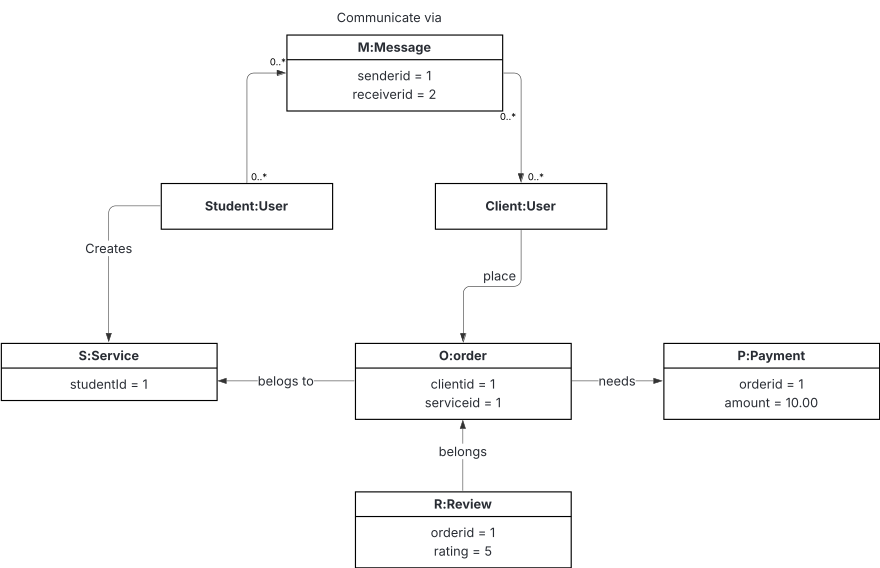 Communicate via
M:Message
0..*
senderid = 1
receiverid = 2
0..*
0..*
0..*
Student:User
Client:User
Creates
place
S:Service
studentId = 1
O:order
clientid = 1
serviceid = 1
P:Payment
orderid = 1
amount = 10.00
belogs to
needs
belongs
R:Review
orderid = 1
rating = 5